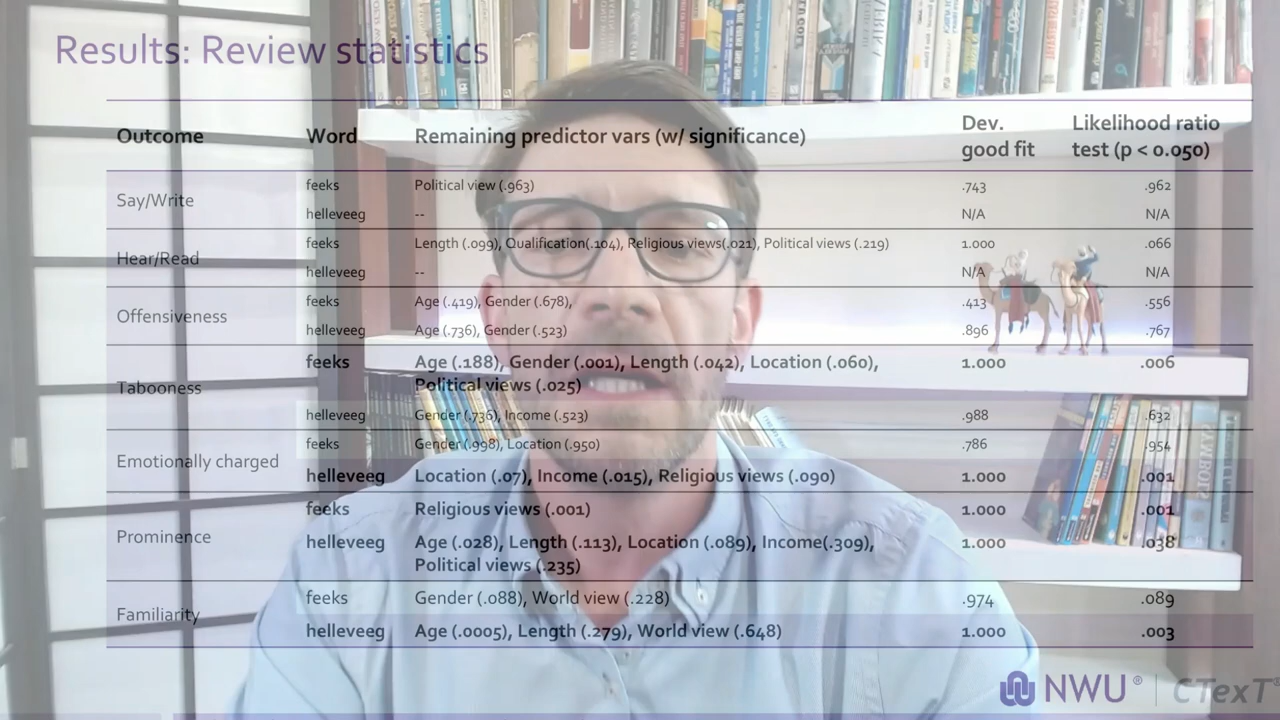 Results: Review statistics
Outcome Word Remaining predictor vars (w/ significance) Dev. good fit Likelihood ratio test (p < 0.050)
Say/Write feeks Political view (.963) .743 .962
helleveeg -- N/A N/A
Hear/Read feeks Length (.099), Qualification(.104), Religious views(.021), Political views (.219) 1.000 .066
helleveeg -- N/A N/A
Offensiveness feeks Age (.419), Gender (.678), .413 .556
helleveeg Age (.736), Gender (.523) .896 .767
Tabooness feeks Age (.188), Gender (.001), Length (.042), Location (.060), 1.000 .006
Political views (.025)
helleveeg Gender (.736), Income (.523) .988 .632
Emotionally charged feeks Gender (.998), Location (.950) .786 .954
helleveeg Location (.07), Income (.015), Religious views (.090) 1.000 .001
Prominence feeks Religious views (.001) 1.000 .001
helleveeg Age (.028), Length (.113), Location (.089), Income(.309), 1.000 .038
Political views (.235)
Familiarity feeks Gender (.088), World view (.228) .974 .089
helleveeg Age (.0005), Length (.279), World view (.648) 1.000 .003
NWU® CTexT®